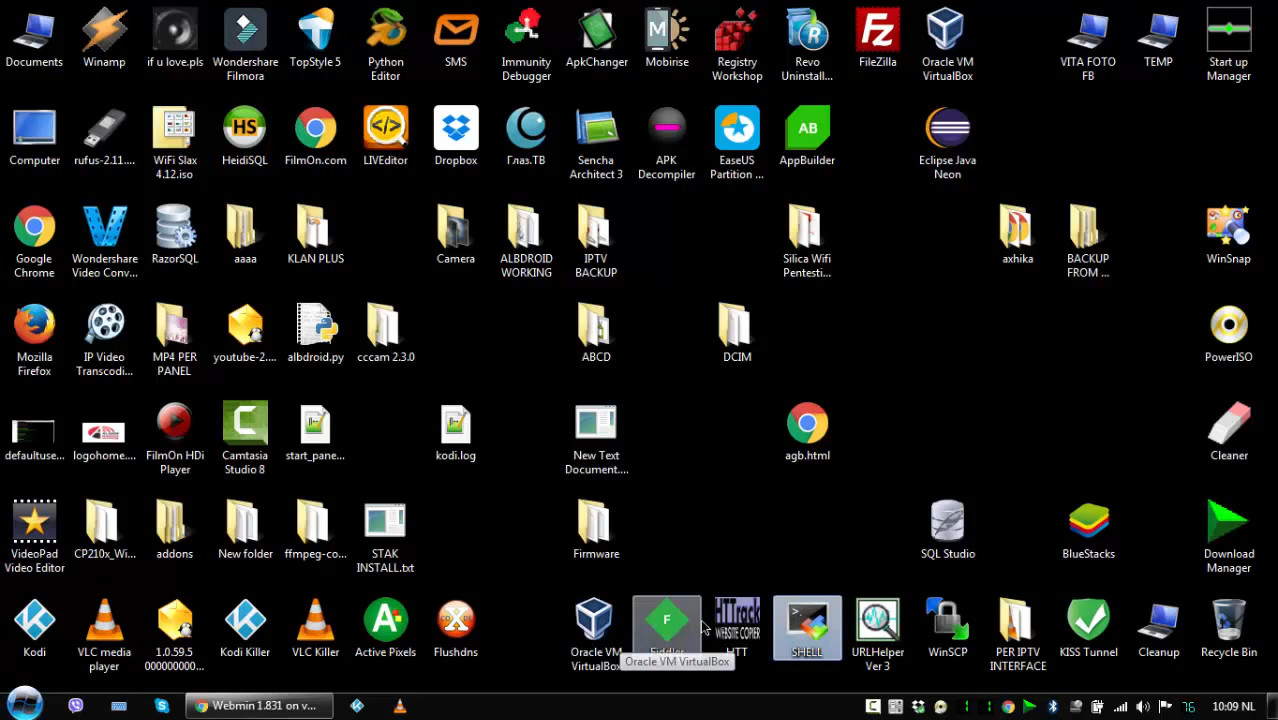 Documents
Winamp
if u love.pls
Wondershare
Filmora
TopStyle 5
Python
Editor
SMS
Immunity
Debugger
ApkChanger
Mobirise
Registry
Workshop
Revo
Uninstall...
FileZilla
Oracle VM
VirtualBox
VITA FOTO
FB
TEMP
Start up
Manager
Computer
rufus-2.11....
WiFi Slax
4.12.iso
HS
HeidiSQL
FilmOn.com
LIVEditor
Dropbox
Глаз.ТВ
Sencha
Architect 3
APK
Decompiler
EaseUS
Partition ...
AB
AppBuilder
Eclipse Java
Neon
Google
Chrome
Wondershare
Video Conv...
RazorSQL
aaaa
KLAN PLUS
Camera
ALBDROID
WORKING
IPTV
BACKUP
Silica Wifi
Pentesti...
axhika
BACKUP
FROM ...
WinSnap
Mozilla
Firefox
IP Video
Transcodi...
MP4 PER
PANEL
youtube-2....
albdroid.py
cccam 2.3.0
ABCD
DCIM
PowerISO
defaultuse...
logohome....
FilmOn HDi
Player
Camtasia
Studio 8
start_pane...
kodi.log
New Text
Document....
agb.html
Cleaner
VideoPad
Video Editor
CP210x_Wi...
addons
New folder
ffmpeg-co...
STAK
INSTALL.txt
Firmware
SQL Studio
BlueStacks
Download
Manager
Kodi
VLC media
player
1.0.59.5
000000000...
Kodi Killer
VLC Killer
Active Pixels
Flushdns
Oracle VM
VirtualBox
F
Fiddler
Oracle VM VirtualBox
HTTrack
WEBSITE COPIER
HTT
SHELL
URLHelper
Ver 3
WinSCP
PER IPTV
INTERFACE
KISS Tunnel
Cleanup
Recycle Bin
Webmin 1.831 on v...
76
10:09 NL